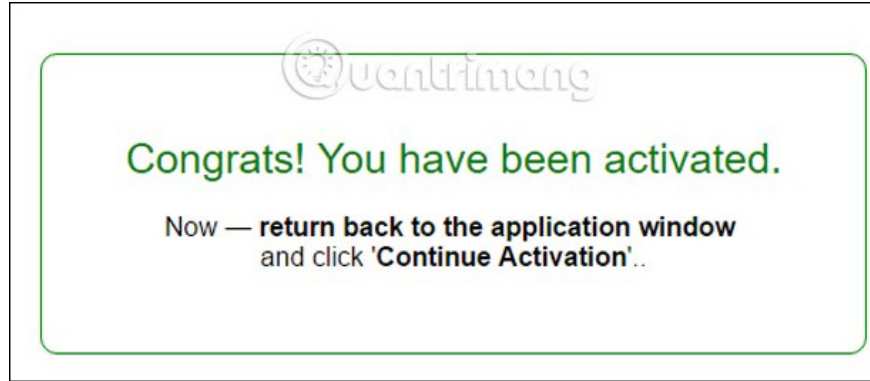 Quantrimang
Congrats! You have been activated.
Now — return back to the application window
and click 'Continue Activation'..